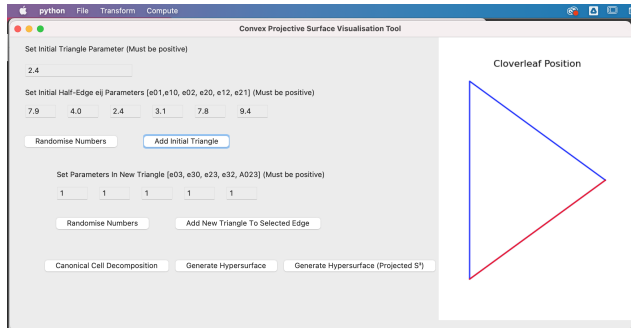 python File Transform Compute
Convex Projective Surface Visualisation Tool
Set Initial Triangle Parameter (Must be positive)
2.4
Set Initial Half-Edge eij Parameters [e01,e10, e02, e20, e12, e21] (Must be positive)
7.9 4.0 2.4 3.1 7.8 9.4
Randomise Numbers Add Initial Triangle
Set Parameters In New Triangle [e03, e30, e23, e32, A023] (Must be positive)
1 1 1 1 1
Randomise Numbers Add New Triangle To Selected Edge
Canonical Cell Decomposition Generate Hypersurface Generate Hypersurface (Projected S³)
Cloverleaf Position